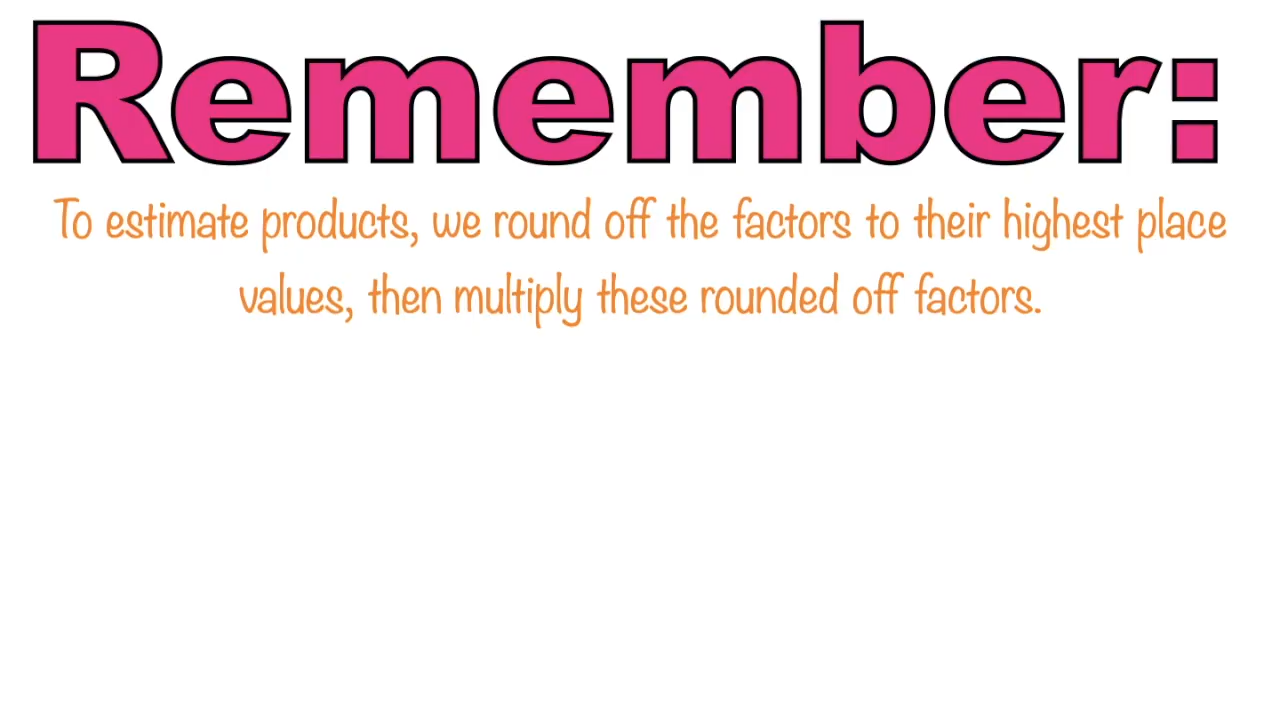 Remember:
To estimate products, we round off the factors to their highest place
values, then multiply these rounded off factors.